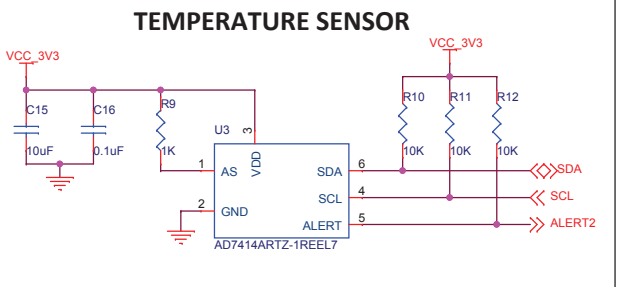 TEMPERATURE SENSOR
VCC_3V3
VCC_3V3
C15
C16
R9
R10
R11
R12
10uF
0.1uF
1K
10K
10K
10K
U3
3
VDD
1
AS
SDA
6
SDA
SCL
4
SCL
2
GND
ALERT
5
ALERT2
AD7414ARTZ-1REEL7